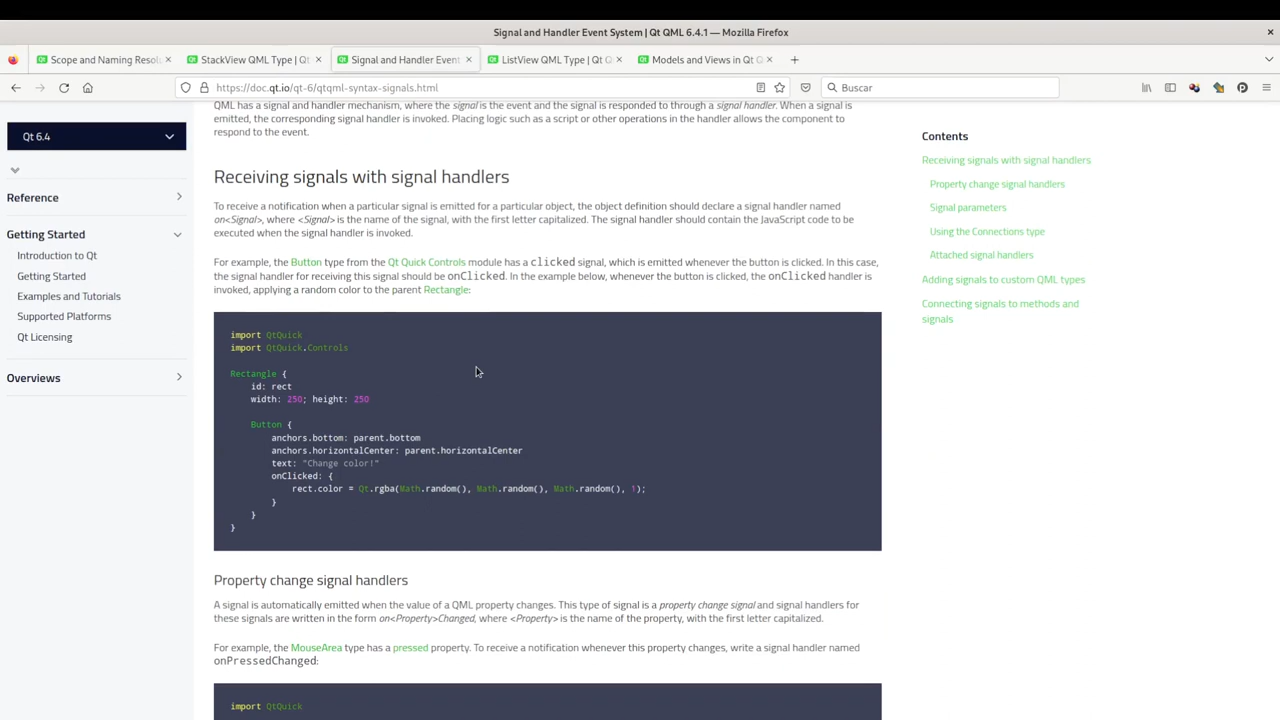 Signal and Handler Event System | Qt QML 6.4.1 — Mozilla Firefox
Scope and Naming Resol
StackView QML Type | Qt
Signal and Handler Event
ListView QML Type | Qt Q
Models and Views in Qt Q
https://doc.qt.io/qt-6/qtqml-syntax-signals.html
Buscar
Qt 6.4
Reference
Getting Started
Introduction to Qt
Getting Started
Examples and Tutorials
Supported Platforms
Qt Licensing
Overviews
QML has a signal and handler mechanism, where the signal is the event and the signal is responded to through a signal handler. When a signal is
emitted, the corresponding signal handler is invoked. Placing logic such as a script or other operations in the handler allows the component to
respond to the event.
Receiving signals with signal handlers
To receive a notification when a particular signal is emitted for a particular object, the object definition should declare a signal handler named
on<Signal>, where <Signal> is the name of the signal, with the first letter capitalized. The signal handler should contain the JavaScript code to be
executed when the signal handler is invoked.
For example, the Button type from the Qt Quick Controls module has a clicked signal, which is emitted whenever the button is clicked. In this case,
the signal handler for receiving this signal should be onClicked. In the example below, whenever the button is clicked, the onClicked handler is
invoked, applying a random color to the parent Rectangle:
import QtQuick
import QtQuick.Controls
Rectangle {
id: rect
width: 250; height: 250
Button {
anchors.bottom: parent.bottom
anchors.horizontalCenter: parent.horizontalCenter
text: "Change color!"
onClicked: {
rect.color = Qt.rgba(Math.random(), Math.random(), Math.random(), 1);
}
}
}
Property change signal handlers
A signal is automatically emitted when the value of a QML property changes. This type of signal is a property change signal and signal handlers for
these signals are written in the form on<Property>Changed, where <Property> is the name of the property, with the first letter capitalized.
For example, the MouseArea type has a pressed property. To receive a notification whenever this property changes, write a signal handler named
onPressedChanged:
import QtQuick
Contents
Receiving signals with signal handlers
Property change signal handlers
Signal parameters
Using the Connections type
Attached signal handlers
Adding signals to custom QML types
Connecting signals to methods and
signals